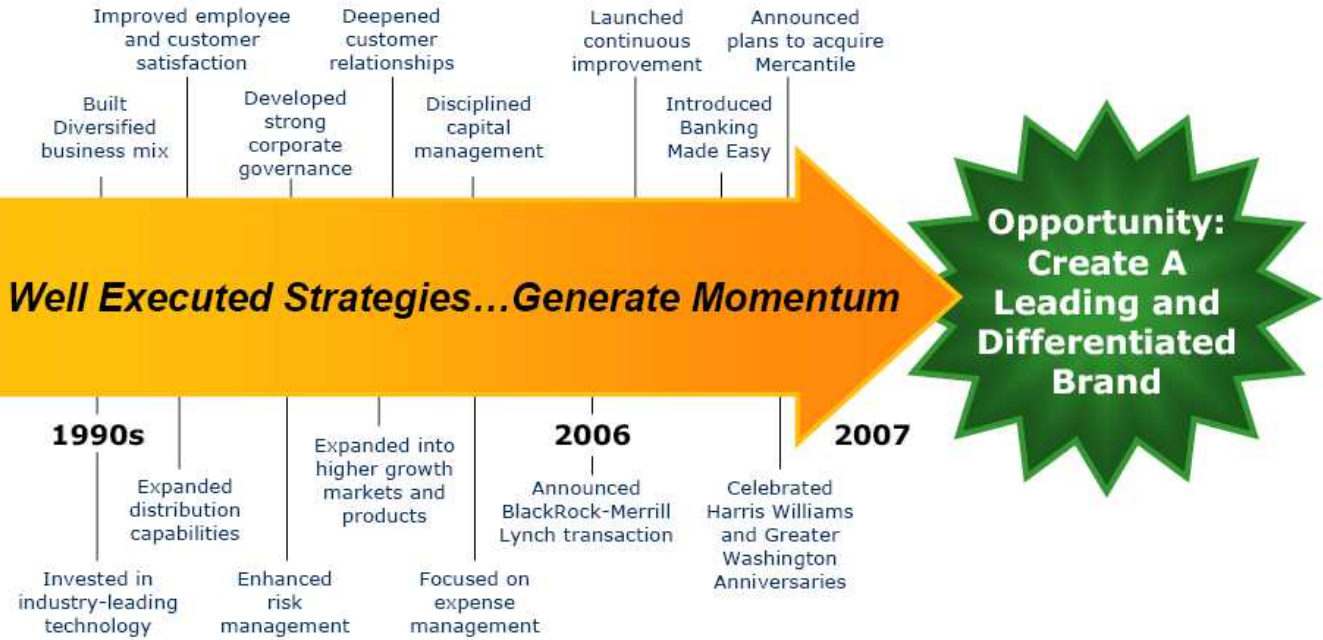 Improved employee
and customer
satisfaction
Deepened
customer
relationships
Launched
continuous
improvement
Announced
plans to acquire
Mercantile
Built
Diversified
business mix
Developed
strong
corporate
governance
Disciplined
capital
management
Introduced
Banking
Made Easy
Well Executed Strategies...Generate Momentum
Opportunity:
Create A
Leading and
Differentiated
Brand
1990s
2006
2007
Expanded
distribution
capabilities
Expanded into
higher growth
markets and
products
Announced
BlackRock-Merrill
Lynch transaction
Celebrated
Harris Williams
and Greater
Washington
Anniversaries
Invested in
industry-leading
technology
Enhanced
risk
management
Focused on
expense
management